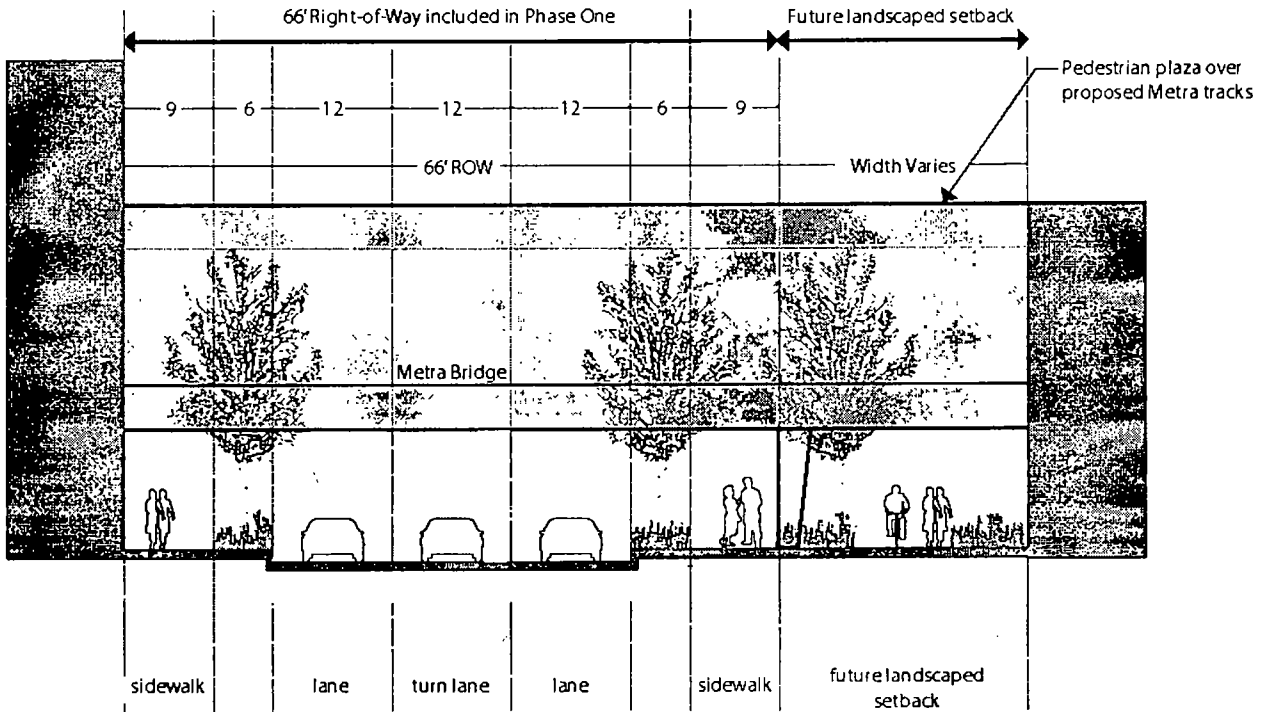 66' Right-of-Way included in Phase One
Future landscaped setback
Pedestrian plaza over
proposed Metra tracks
9 6 12 12 12 6 9
66' ROW
Width Varies
Metra Bridge
sidewalk
lane
turn lane
lane
sidewalk
future landscaped
setback